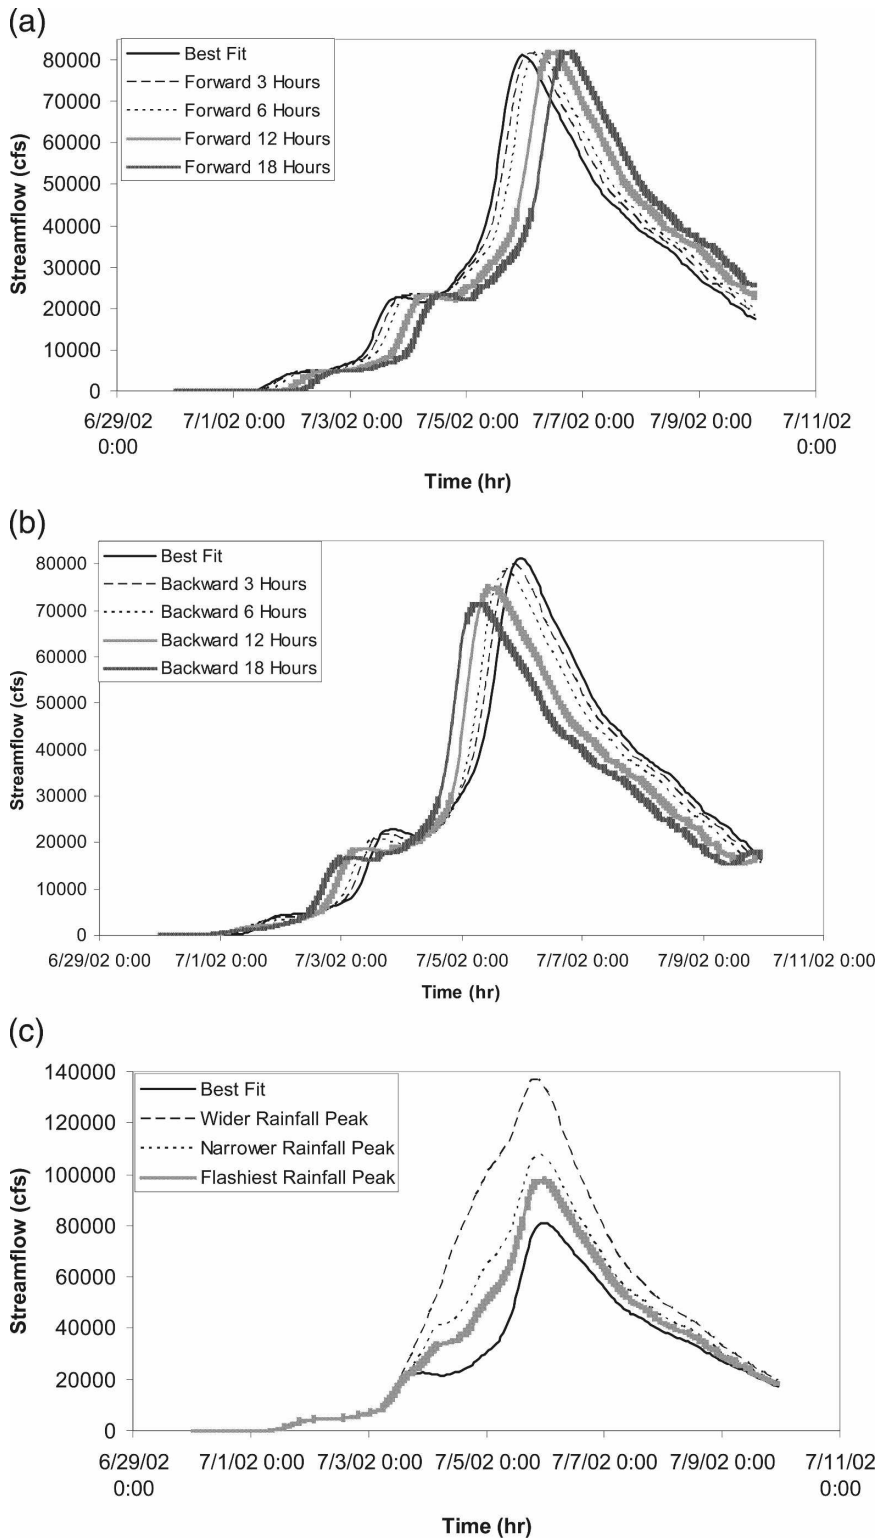 (a)
80000
70000
60000
50000
40000
30000
20000
10000
0
Streamflow (cfs)
Best Fit
Forward 3 Hours
Forward 6 Hours
Forward 12 Hours
Forward 18 Hours
6/29/02 7/1/02 0:00 7/3/02 0:00 7/5/02 0:00 7/7/02 0:00 7/9/02 0:00 7/11/02
0:00 0:00
Time (hr)
(b)
80000
70000
60000
50000
40000
30000
20000
10000
0
Streamflow (cfs)
Best Fit
Backward 3 Hours
Backward 6 Hours
Backward 12 Hours
Backward 18 Hours
6/29/02 0:00 7/1/02 0:00 7/3/02 0:00 7/5/02 0:00 7/7/02 0:00 7/9/02 0:00 7/11/02 0:00
Time (hr)
(c)
140000
120000
100000
80000
60000
40000
20000
0
Streamflow (cfs)
Best Fit
Wider Rainfall Peak
Narrower Rainfall Peak
Flashiest Rainfall Peak
6/29/02 7/1/02 0:00 7/3/02 0:00 7/5/02 0:00 7/7/02 0:00 7/9/02 0:00 7/11/02
0:00 0:00
Time (hr)